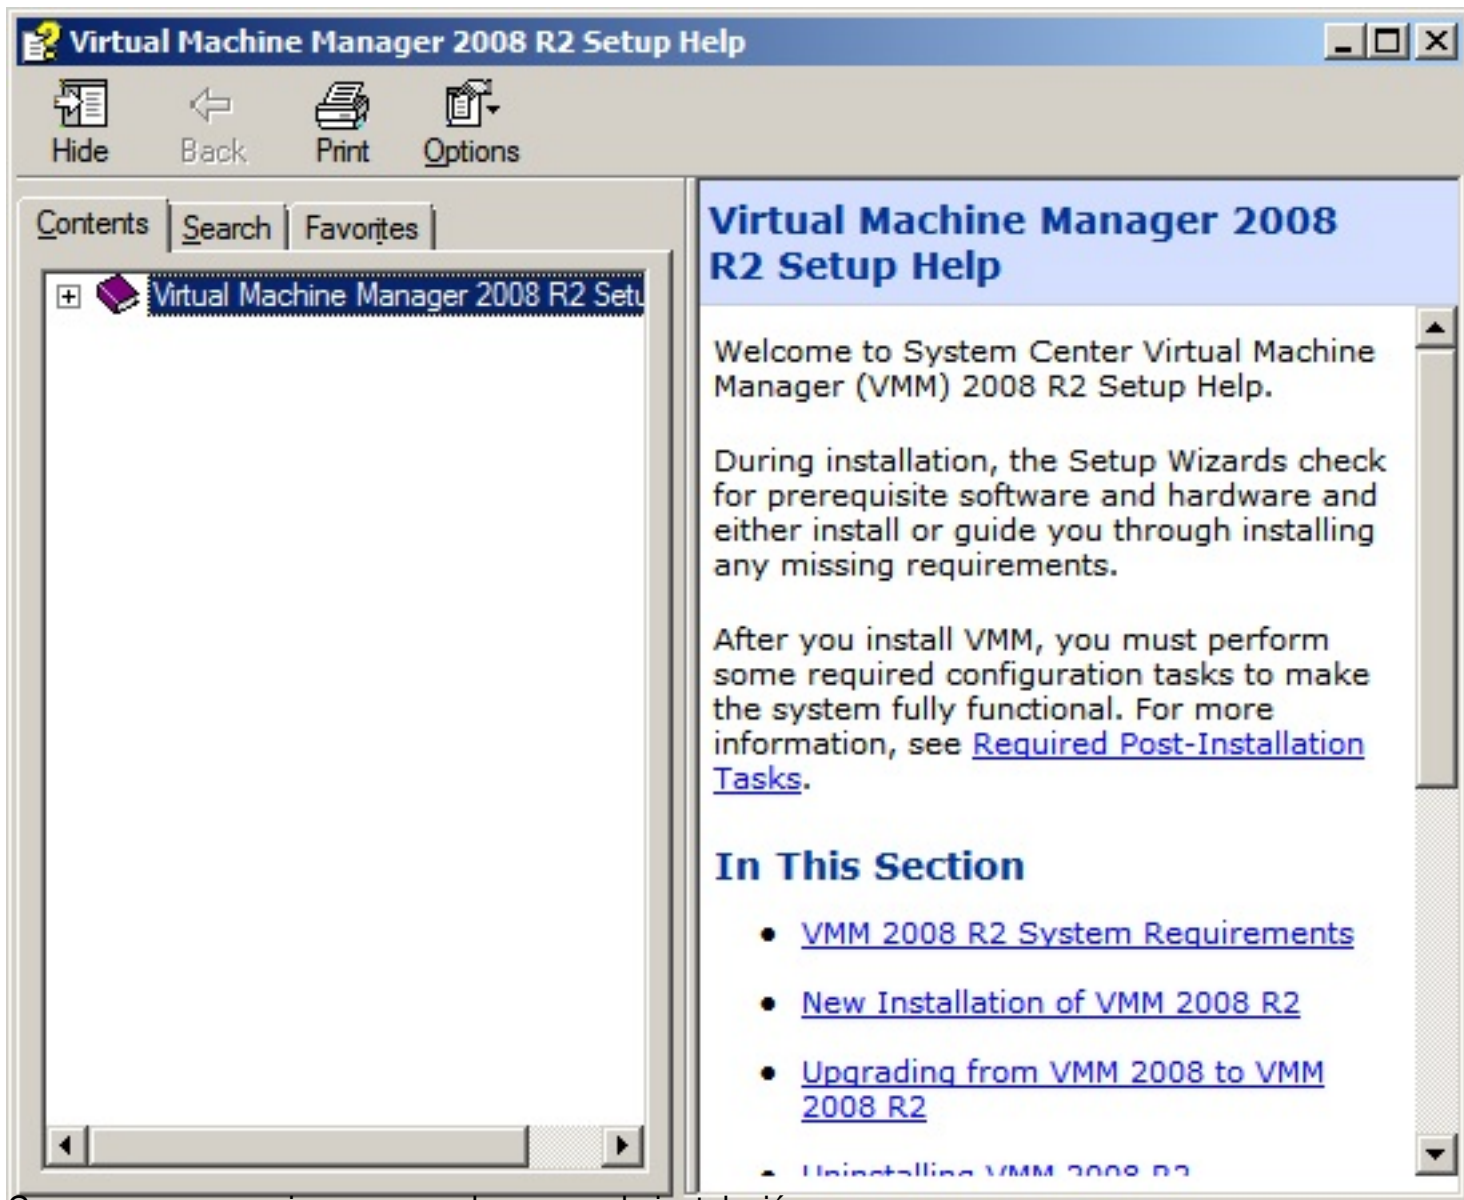 Virtual Machine Manager 2008 R2 Setup Help
Hide
Back
Print
Options
Contents
Search
Favorites
Virtual Machine Manager 2008 R2 Setu
Virtual Machine Manager 2008
R2 Setup Help
Welcome to System Center Virtual Machine
Manager (VMM) 2008 R2 Setup Help.
During installation, the Setup Wizards check
for prerequisite software and hardware and
either install or guide you through installing
any missing requirements.
After you install VMM, you must perform
some required configuration tasks to make
the system fully functional. For more
information, see Required Post-Installation
Tasks.
In This Section
• VMM 2008 R2 System Requirements
• New Installation of VMM 2008 R2
• Upgrading from VMM 2008 to VMM
2008 R2
• Uninstalling VMM 2008 R2